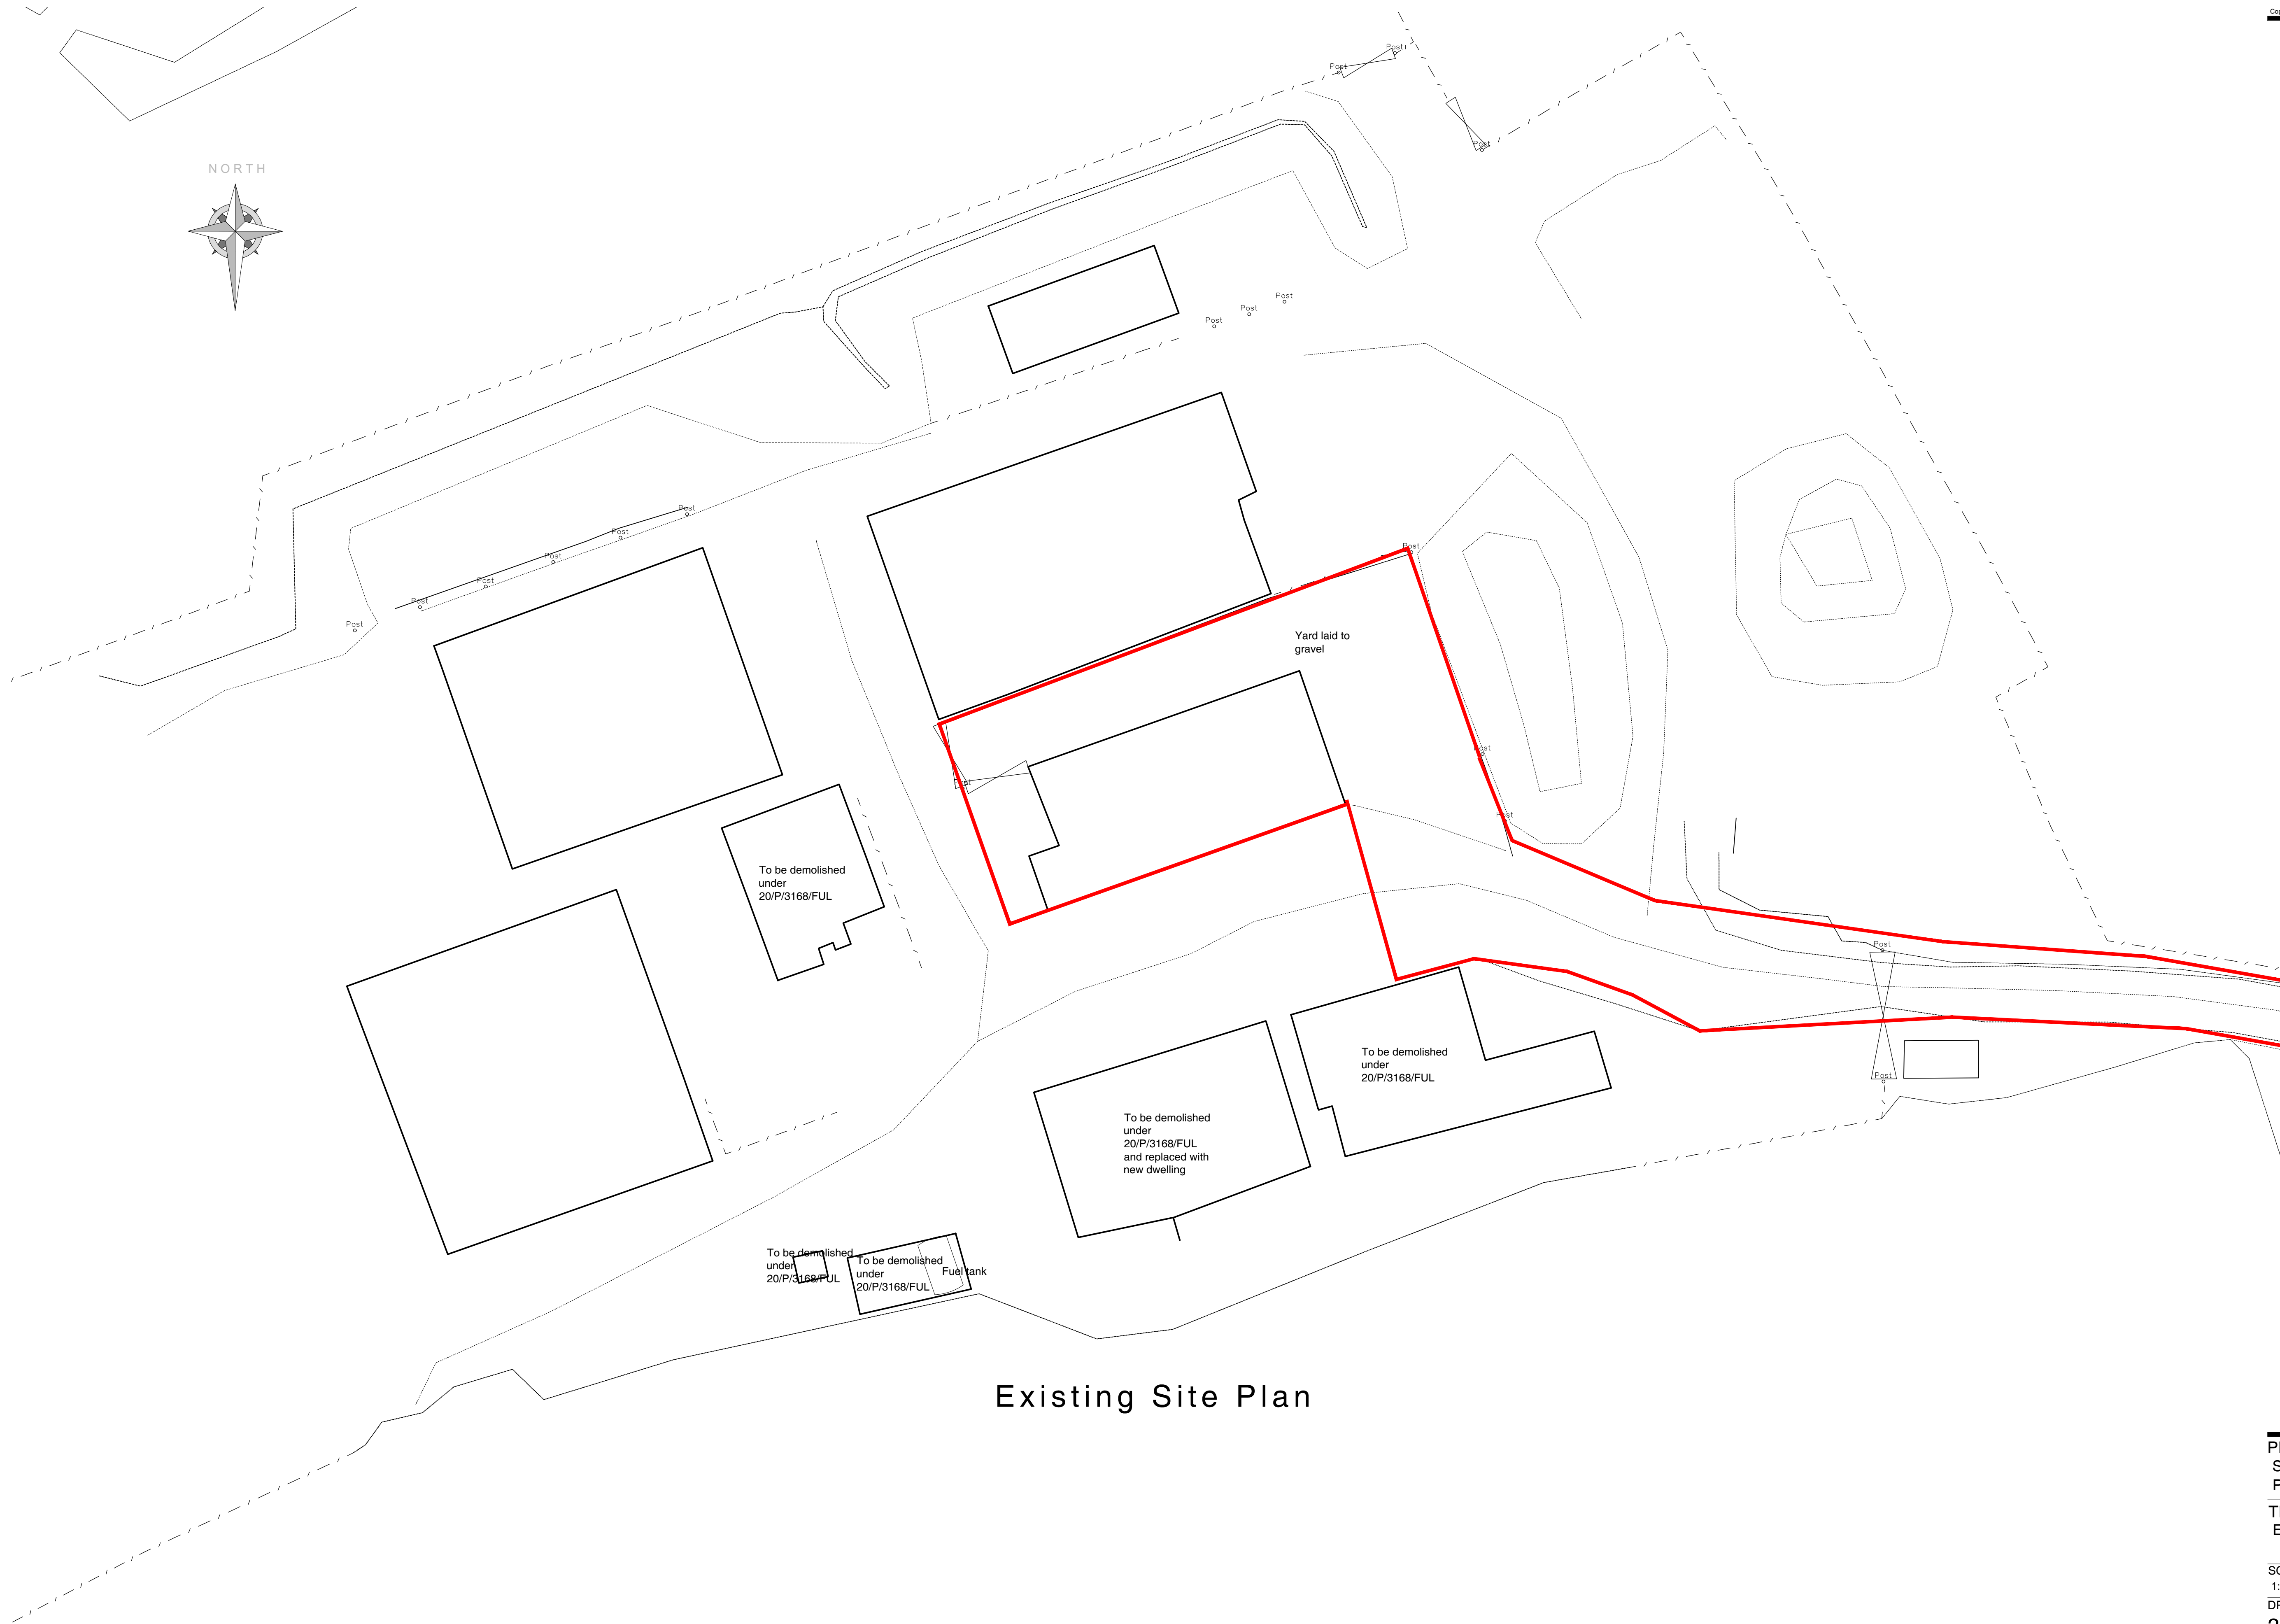 Post
Post
Post
NORTH
Post
Post
Post
Post
Post
Post
Post
Post
Post
Post
Yard laid to
gravel
Post
Post
Post
To be demolished
under
20/P/3168/FUL
Post
To be demolished
under
20/P/3168/FUL
Post
To be demolished
under
20/P/3168/FUL
and replaced with
new dwelling
To be demolished
under
20/P/3168/FUL
To be demolished
under
20/P/3168/FUL
Fuel tank
Existing Site Plan
1: